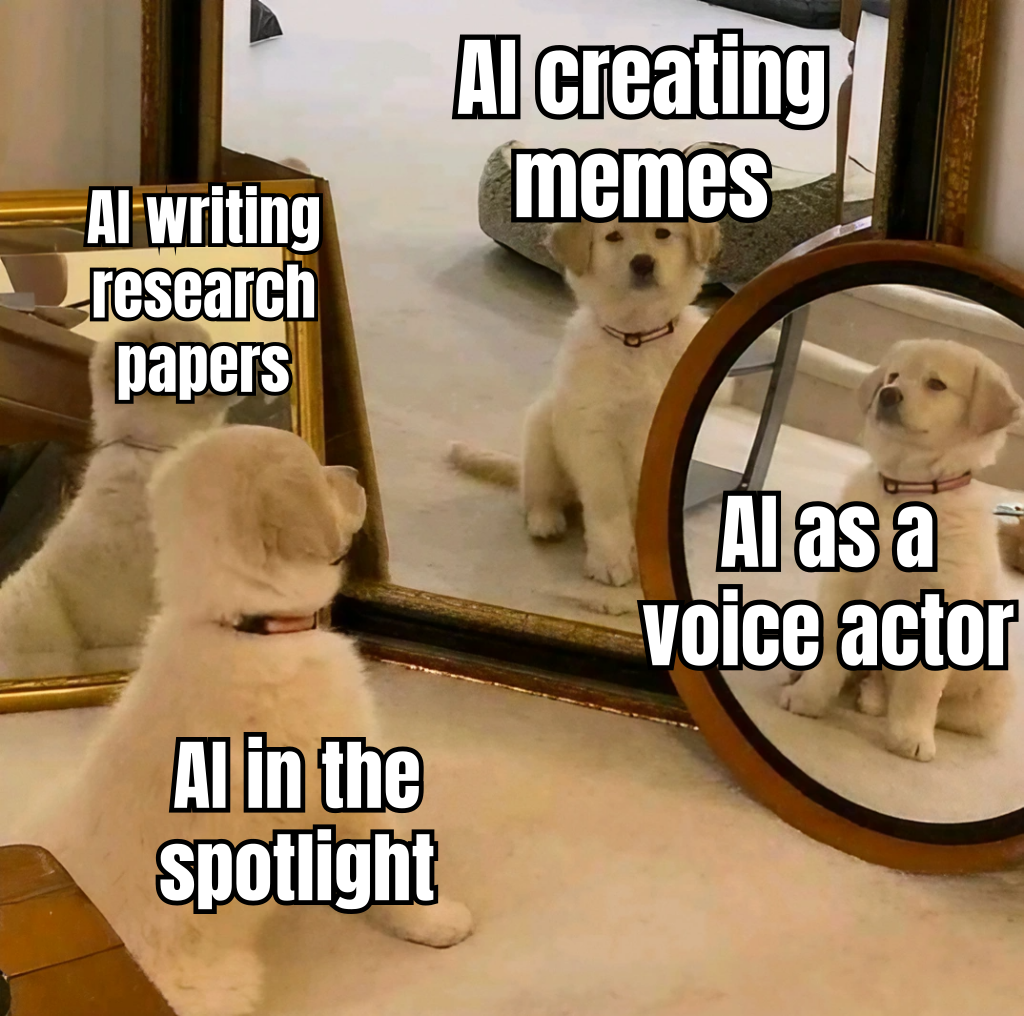 AI creating
memes
AI writing
research
papers
AI as a
voice actor
AI in the
spotlight